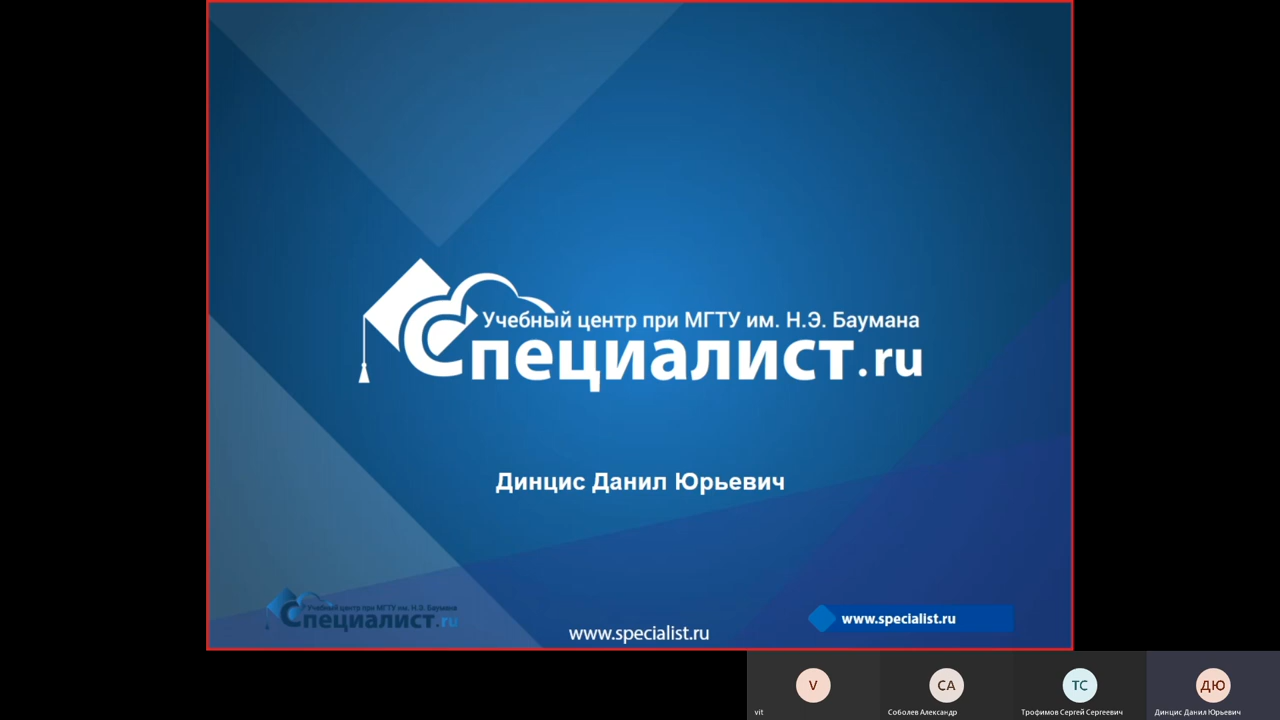 Учебный центр при МГТУ им. Н.Э. Баумана
Специалист.ru
Динцис Данил Юрьевич
Учебный центр при МГТУ им. Н.Э. Баумана
Специалист.ru
www.specialist.ru
www.specialist.ru
V
СА
ТС
ДЮ
vit
Соболев Александр
Трофимов Сергей Сергеевич
Динцис Данил Юрьевич